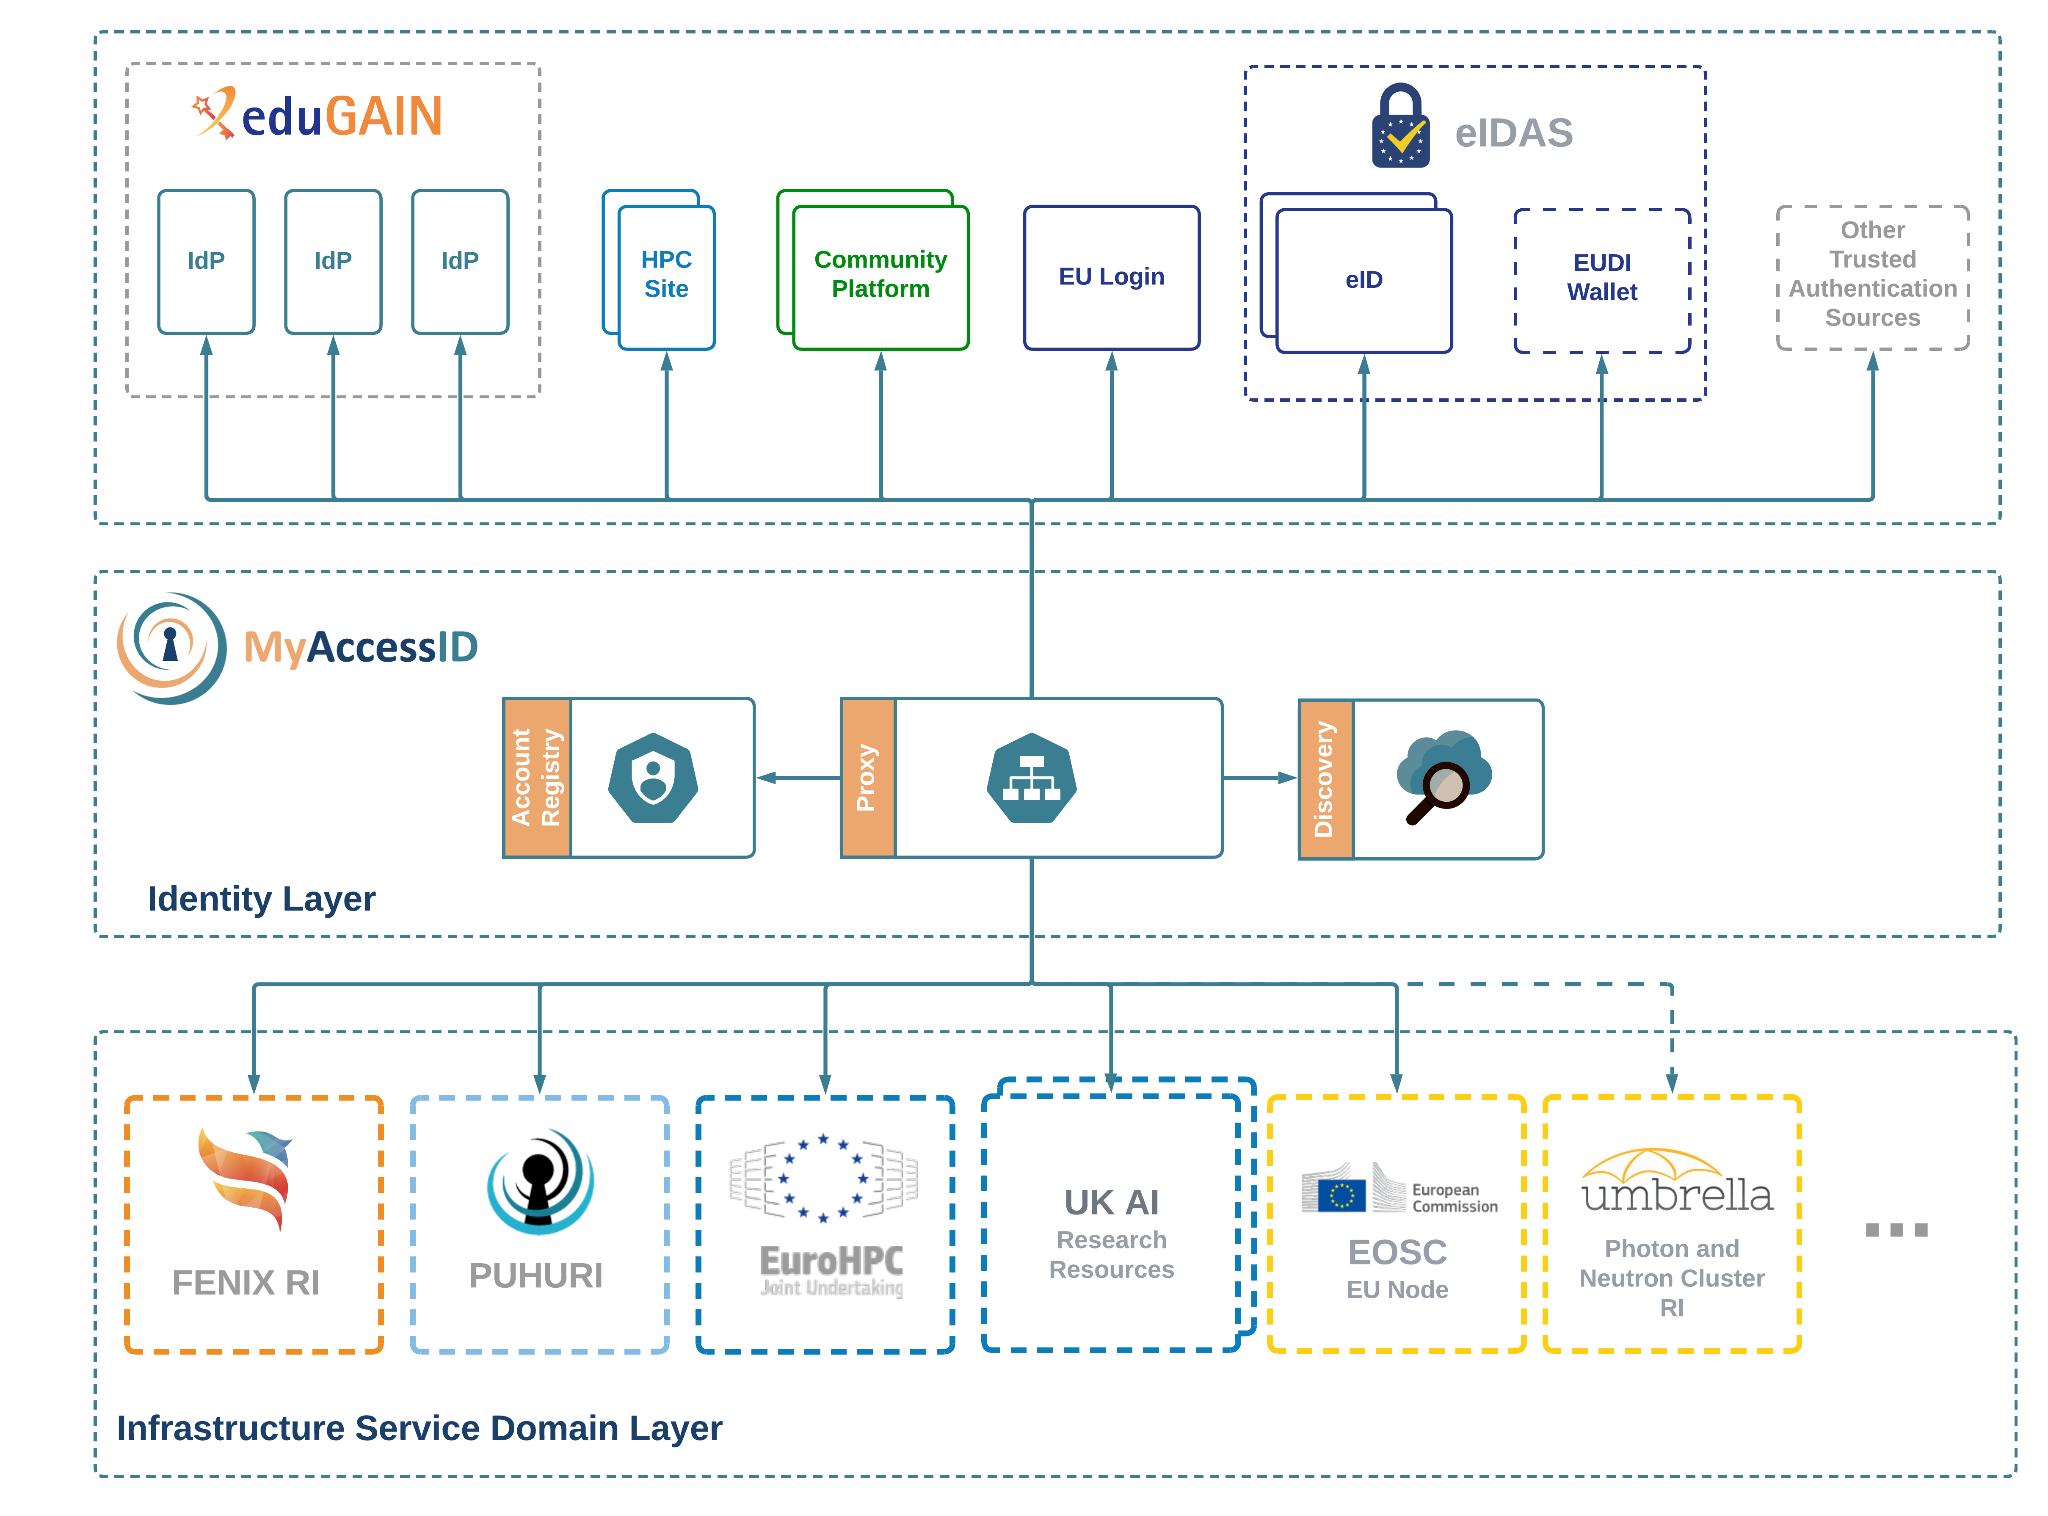 eduGAIN
eIDAS
IdP
IdP
IdP
HPC
Site
Community
Platform
EU Login
eID
EUDI
Wallet
Other
Trusted
Authentication
Sources
MyAccessID
Account
Registry
Proxy
Discovery
Identity Layer
FENIX RI
PUHURI
EuroHPC
Joint Undertaking
UK AI
Research
Resources
European
Commission
EOSC
EU Node
umbrella
Photon and
Neutron Cluster
RI
...
Infrastructure Service Domain Layer